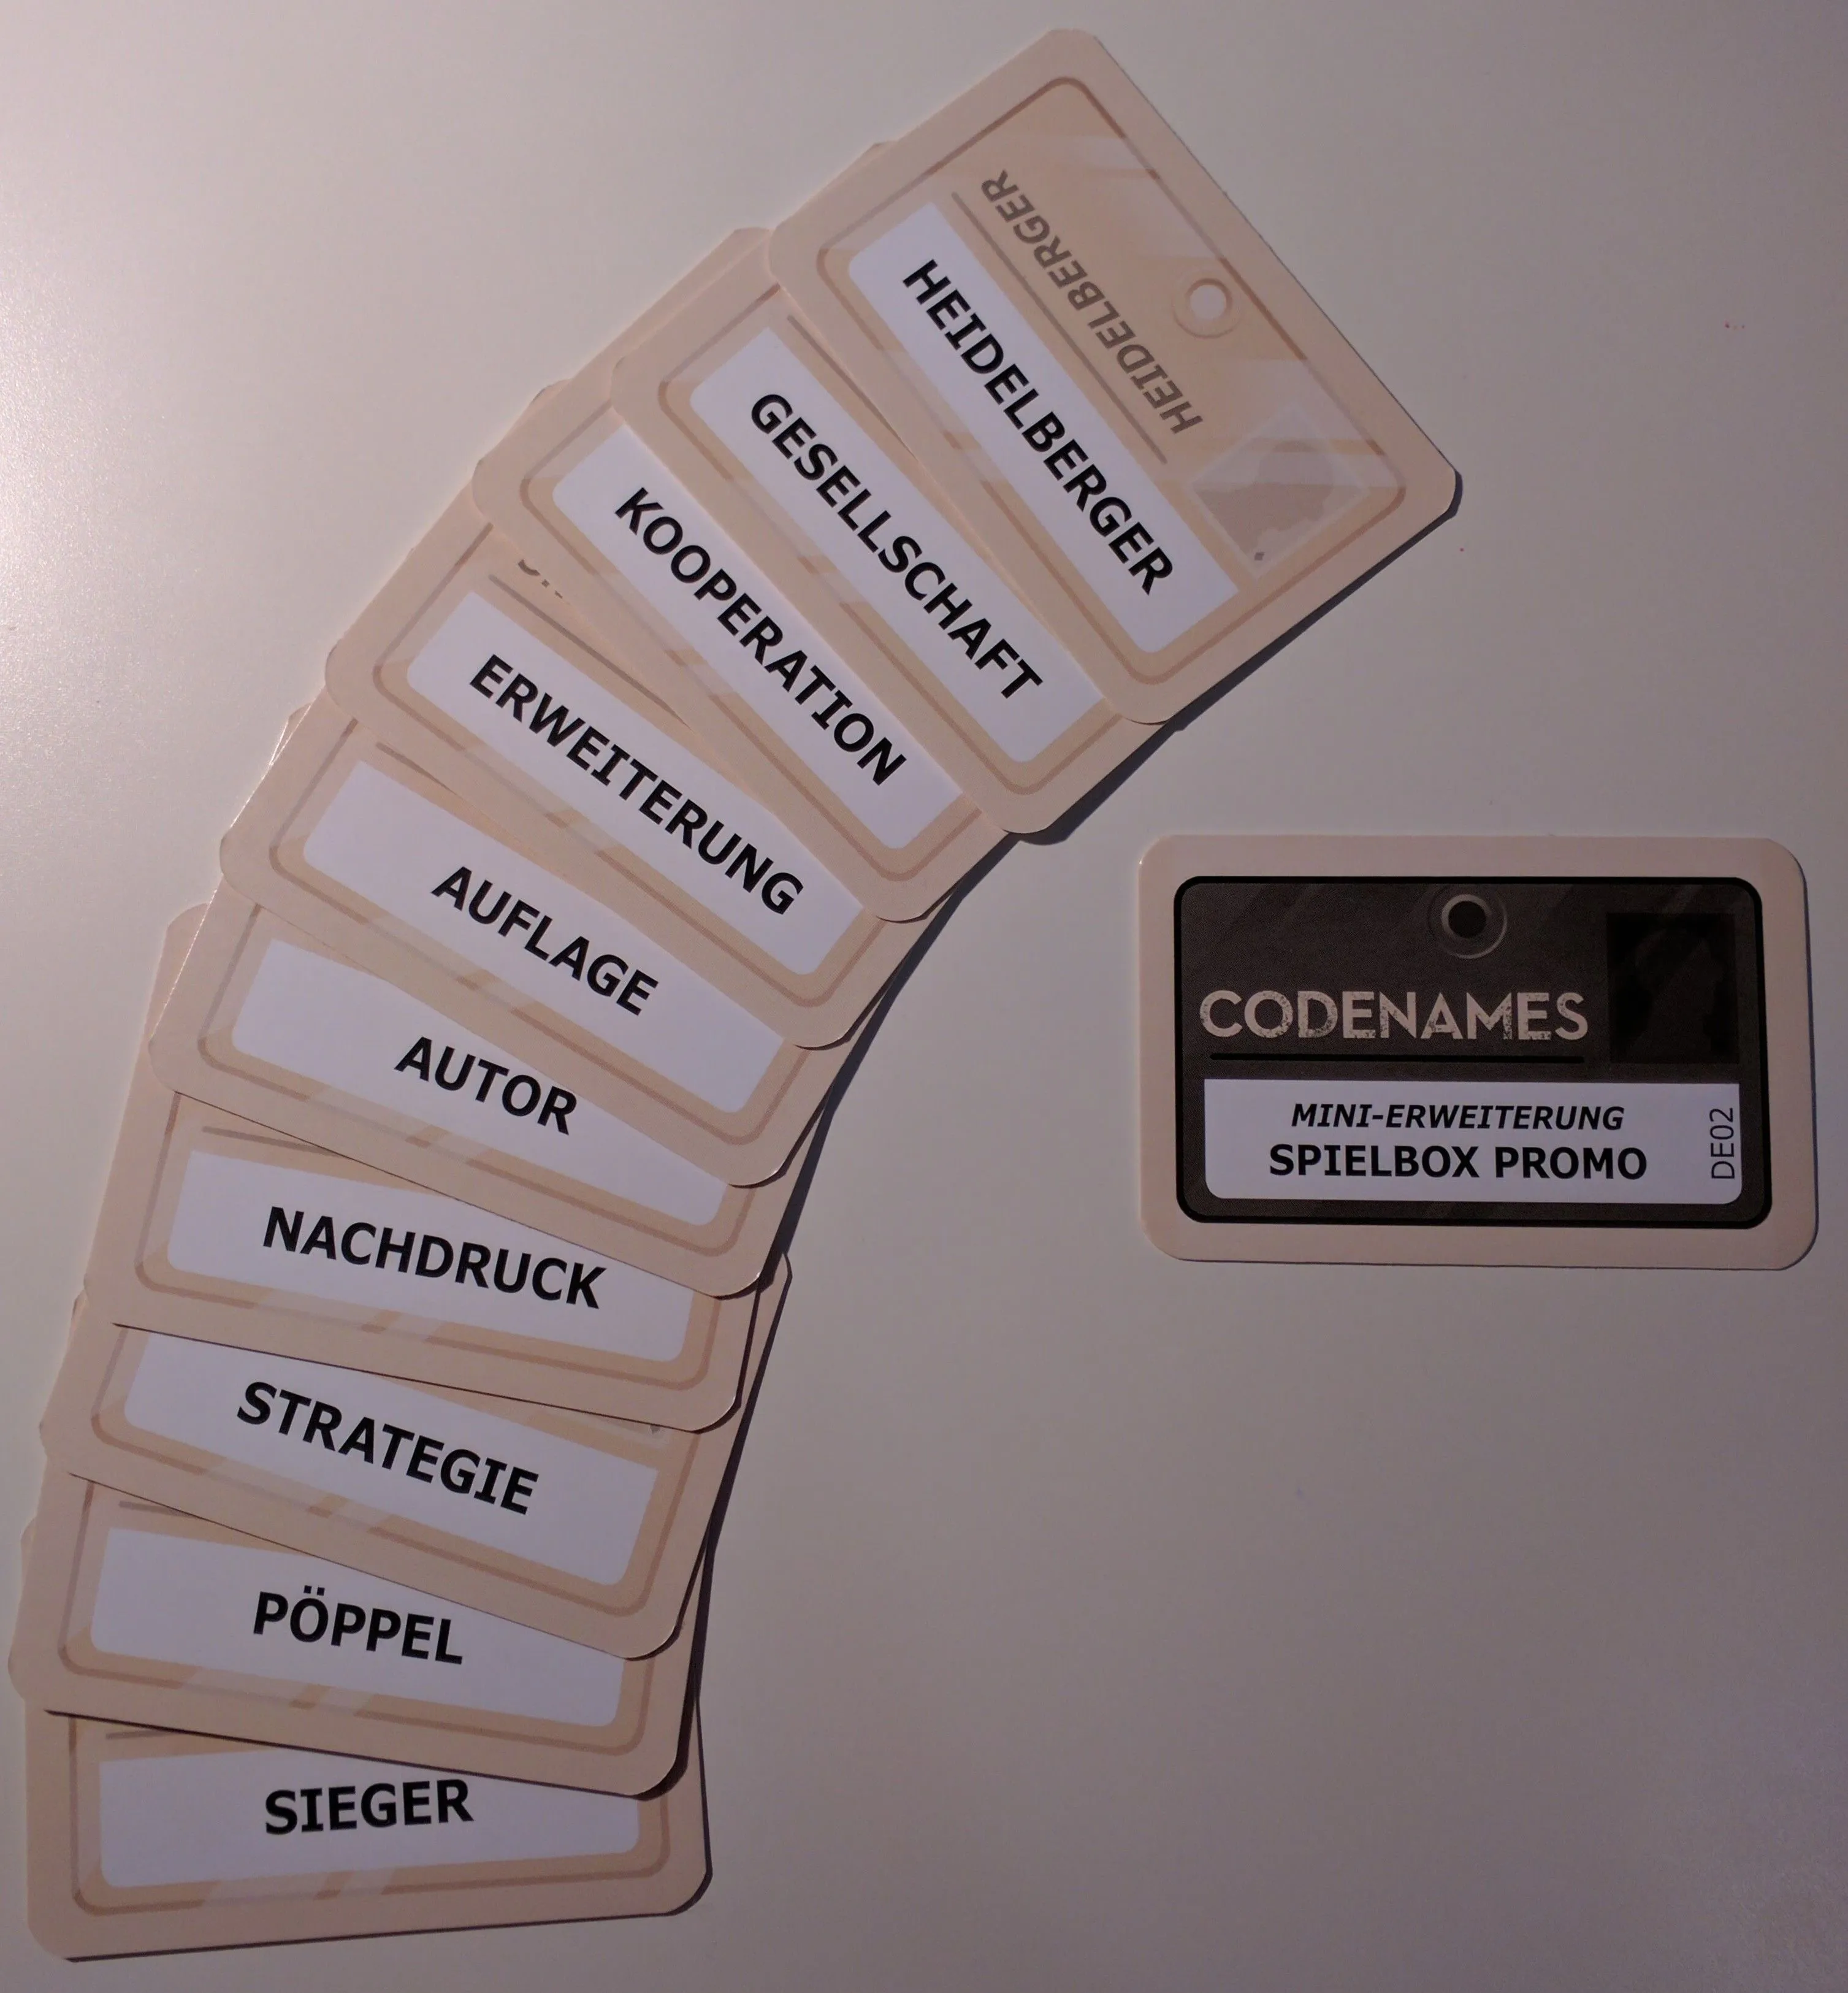 HEIDELBERGER
HEIDELBERGER
GESELLSCHAFT
KOOPERATION
ERWEITERUNG
AUFLAGE
AUTOR
NACHDRUCK
STRATEGIE
PÖPPEL
SIEGER
CODENAMES
MINI-ERWEITERUNG
SPIELBOX PROMO
DE02